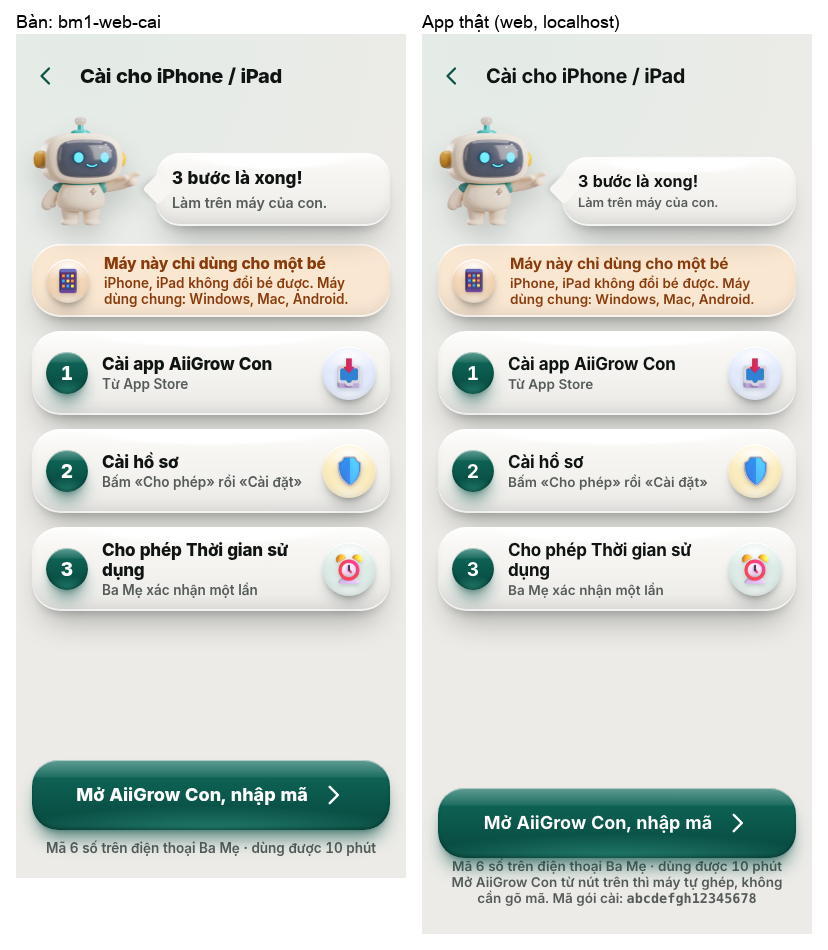 Bàn: bm1-web-cai
Cài cho iPhone / iPad
3 bước là xong!
Làm trên máy của con.
Máy này chỉ dùng cho một bé
iPhone, iPad không đổi bé được. Máy
dùng chung: Windows, Mac, Android.
1
Cài app AiiGrow Con
Từ App Store
2
Cài hồ sơ
Bấm «Cho phép» rồi «Cài đặt»
3
Cho phép Thời gian sử
dụng
Ba Mẹ xác nhận một lần
Mở AiiGrow Con, nhập mã
Mã 6 số trên điện thoại Ba Mẹ · dùng được 10 phút
App thật (web, localhost)
Cài cho iPhone / iPad
3 bước là xong!
Làm trên máy của con.
Máy này chỉ dùng cho một bé
iPhone, iPad không đổi bé được. Máy
dùng chung: Windows, Mac, Android.
1
Cài app AiiGrow Con
Từ App Store
2
Cài hồ sơ
Bấm «Cho phép» rồi «Cài đặt»
3
Cho phép Thời gian sử
dụng
Ba Mẹ xác nhận một lần
Mở AiiGrow Con, nhập mã
Mã 6 số trên điện thoại Ba Mẹ · dùng được 10 phút
Mở AiiGrow Con từ nút trên thì máy tự ghép, không
cần gõ mã. Mã gói cài: abcdefgh12345678